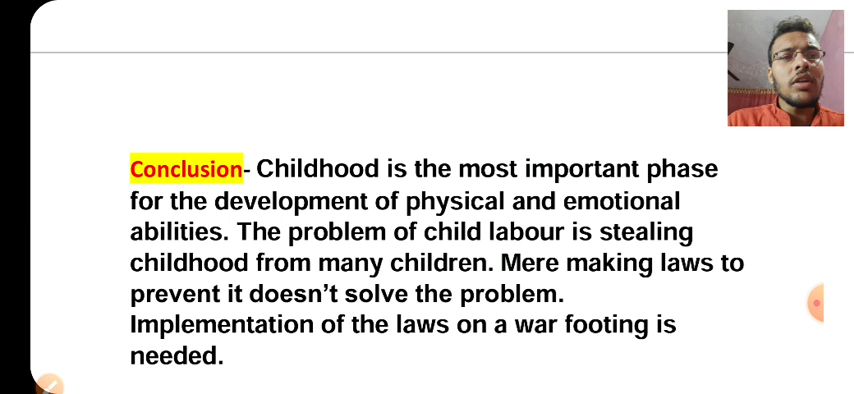 Conclusion- Childhood is the most important phase
for the development of physical and emotional
abilities. The problem of child labour is stealing
childhood from many children. Mere making laws to
prevent it doesn’t solve the problem.
Implementation of the laws on a war footing is
needed.